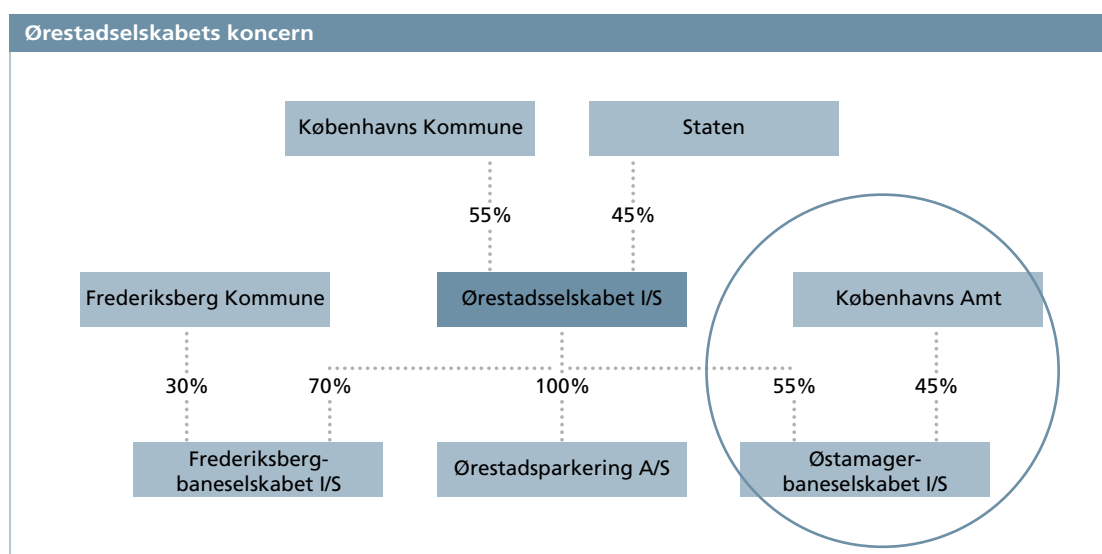 Ørestadselskabets koncern
Københavns Kommune
Staten
55%
45%
Frederiksberg Kommune
Ørestadsselskabet I/S
Københavns Amt
30%
70%
100%
55%
45%
Frederiksberg-
baneselskabet I/S
Ørestadsparkering A/S
Østamager-
baneselskabet I/S